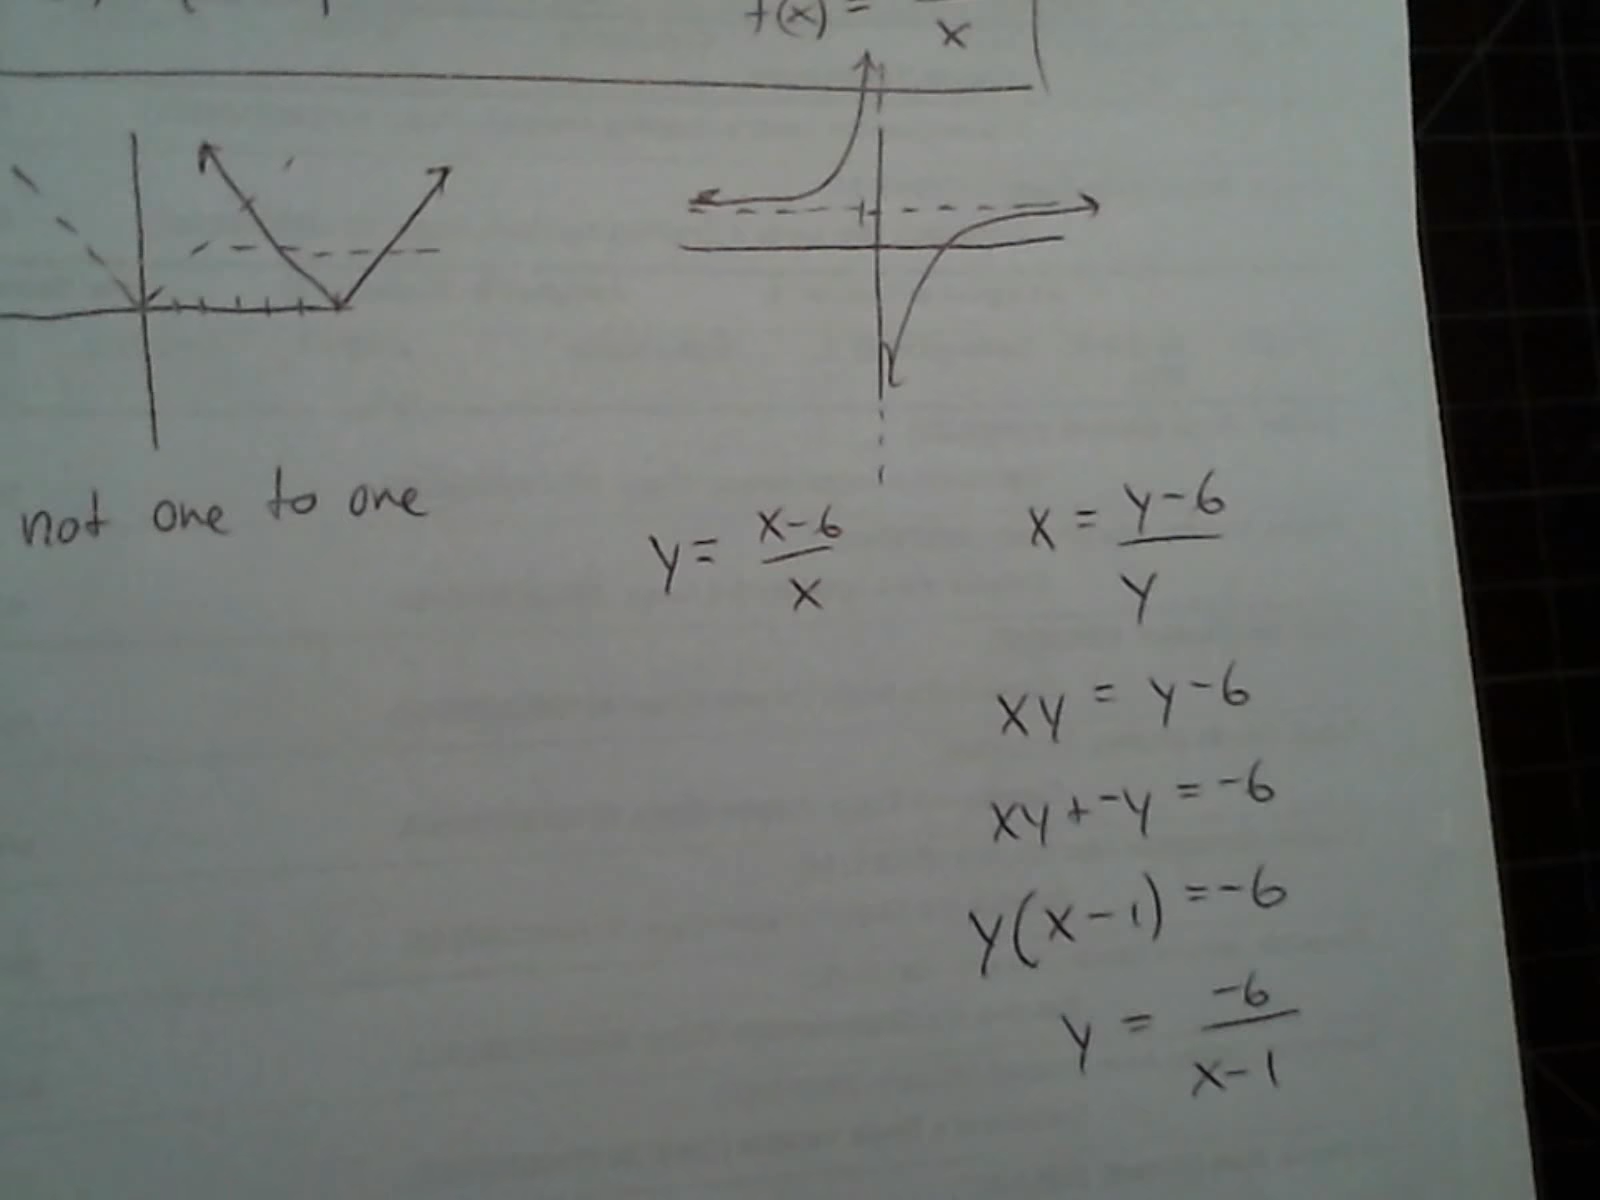 f(x) = x
not one to one
y = x-6 / x
x = y-6 / y
xy = y-6
xy + -y = -6
y(x-1) = -6
y = -6 / x-1